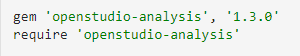 gem 'openstudio-analysis', '1.3.0'
require 'openstudio-analysis'